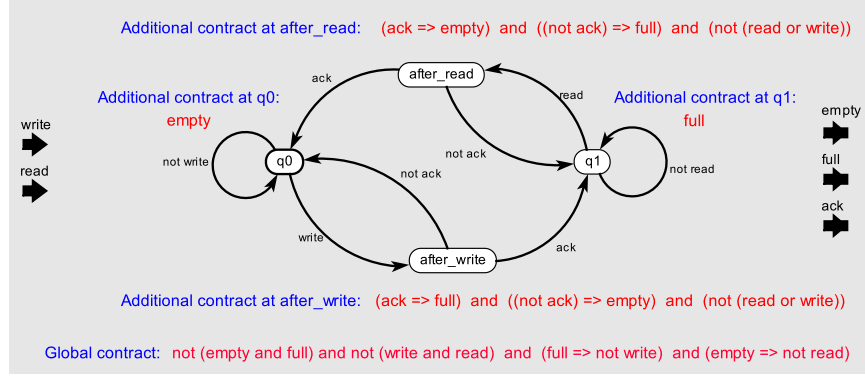 Additional contract at after_read: (ack => empty) and ((not ack) => full) and (not (read or write))
after_read
ack
read
Additional contract at q0:
empty
Additional contract at q1:
full
write
read
empty
full
ack
not write
q0
not ack
not ack
q1
not read
write
after_write
ack
Additional contract at after_write: (ack => full) and ((not ack) => empty) and (not (read or write))
Global contract: not (empty and full) and not (write and read) and (full => not write) and (empty => not read)